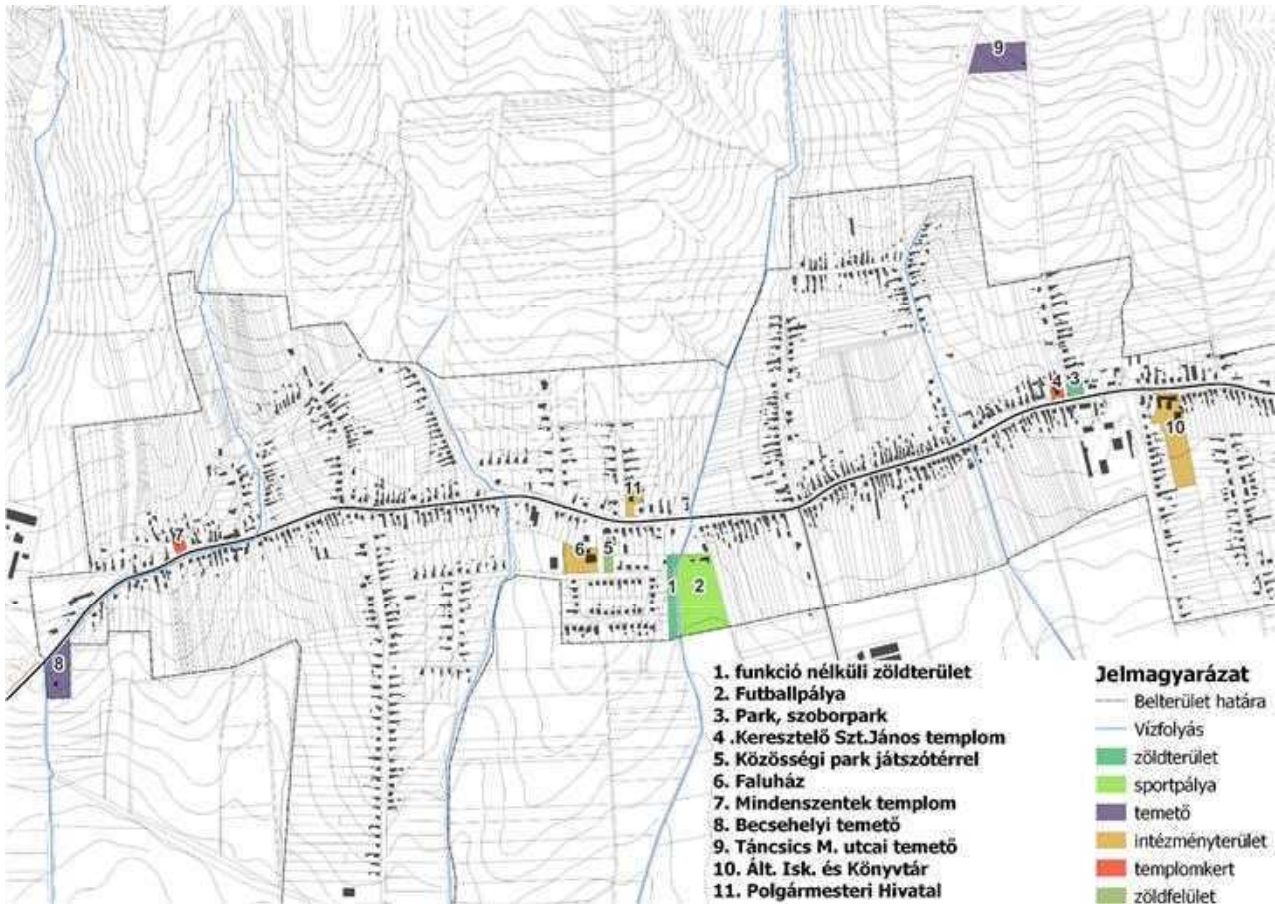 9
4
3
10
11
7
6
5
1
2
8
1. funkció nélküli zöldterület
2. Futballpálya
3. Park, szoborpark
4 .Keresztelő Szt.János templom
5. Közösségi park játszótérrel
6. Faluház
7. Mindenszentek templom
8. Becsehelyi temető
9. Táncsics M. utcai temető
10. Ált. Isk. és Könyvtár
11. Polgármesteri Hivatal
Jelmagyarázat
Belterület határa
Vízfolyás
zöldterület
sportpálya
temető
intézményterület
templomkert
zöldfelület